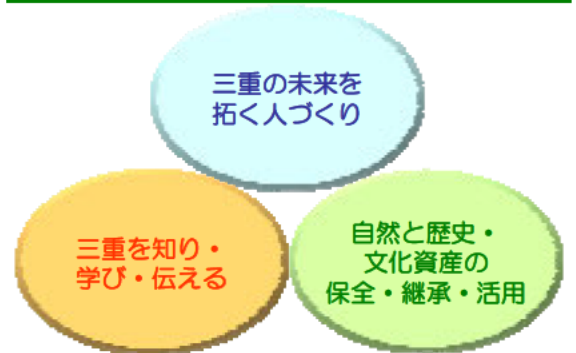 三重の未来を
拓く人づくり
三重を知り・
学び・伝える
自然と歴史・
文化資産の
保全・継承・活用